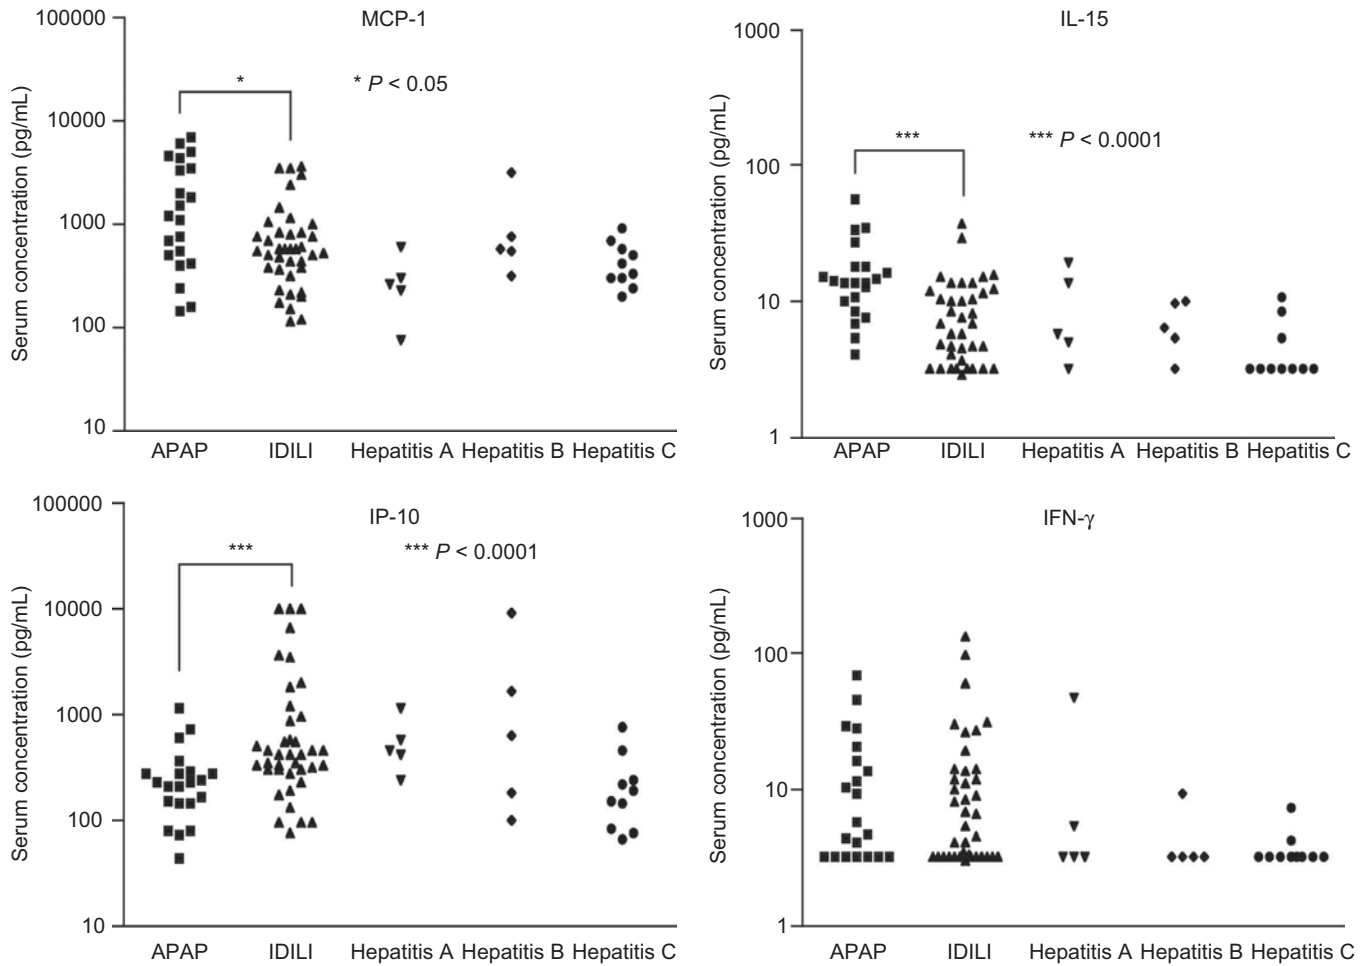 MCP-1
100000
10000
1000
100
10
Serum concentration (pg/mL)
*
* P < 0.05
APAP IDILI Hepatitis A Hepatitis B Hepatitis C
IL-15
1000
100
10
1
Serum concentration (pg/mL)
***
*** P < 0.0001
APAP IDILI Hepatitis A Hepatitis B Hepatitis C
IP-10
100000
10000
1000
100
10
Serum concentration (pg/mL)
***
*** P < 0.0001
APAP IDILI Hepatitis A Hepatitis B Hepatitis C
IFN-γ
1000
100
10
1
Serum concentration (pg/mL)
APAP IDILI Hepatitis A Hepatitis B Hepatitis C